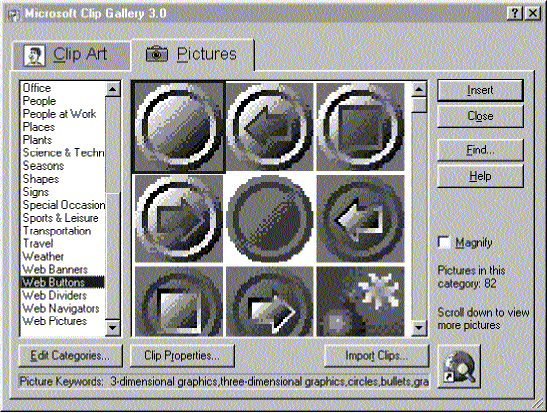 Microsoft Clip Gallery 3.0
Clip Art
Pictures
Office
People
People at Work
Places
Plants
Science & Techn
Seasons
Shapes
Signs
Special Occasion
Sports & Leisure
Transportation
Travel
Weather
Web Banners
Web Buttons
Web Dividers
Web Navigators
Web Pictures
Insert
Close
Find...
Help
Magnify
Pictures in this
category: 82
Scroll down to view
more pictures
Edit Categories...
Clip Properties...
Import Clips...
Picture Keywords: 3-dimensional graphics,three-dimensional graphics,circles,bullets,gra